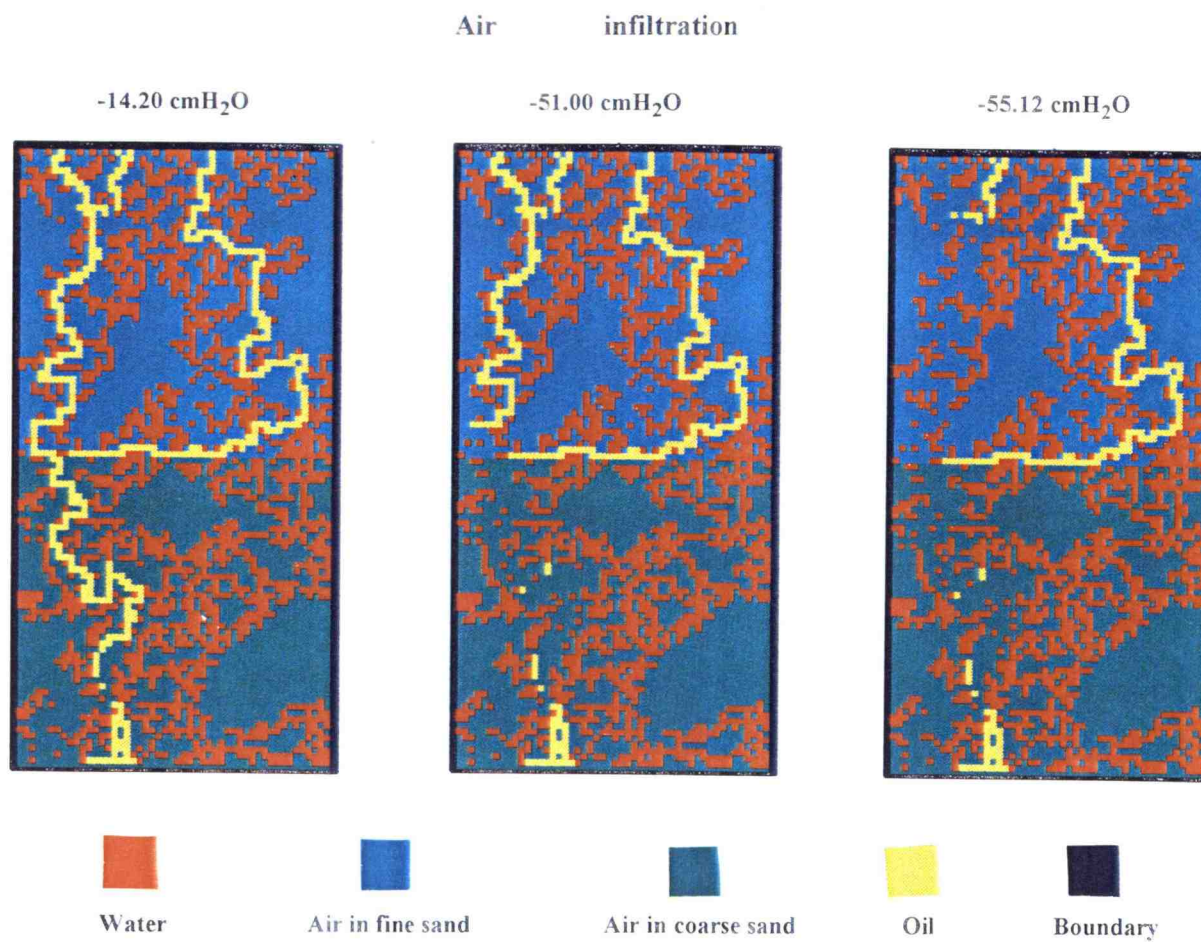 Air infiltration
-14.20 cmH₂O
-51.00 cmH₂O
-55.12 cmH₂O
Water
Air in fine sand
Air in coarse sand
Oil
Boundary